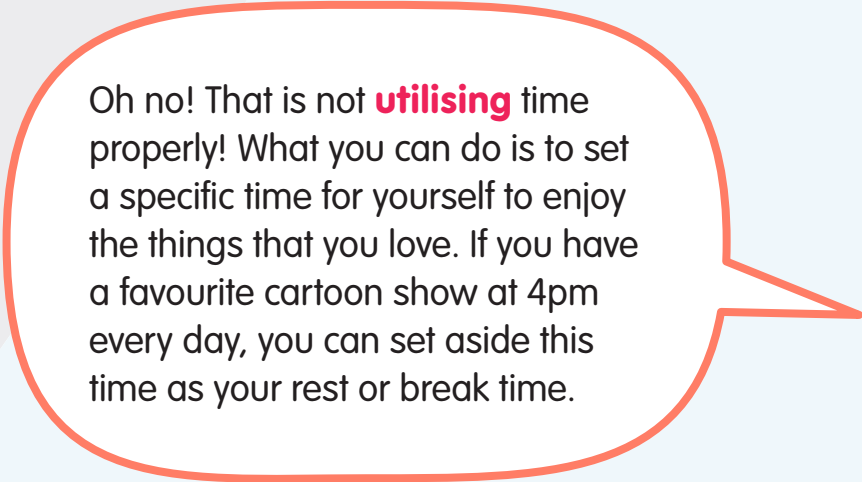 Oh no! That is not utilising time
properly! What you can do is to set
a specific time for yourself to enjoy
the things that you love. If you have
a favourite cartoon show at 4pm
every day, you can set aside this
time as your rest or break time.